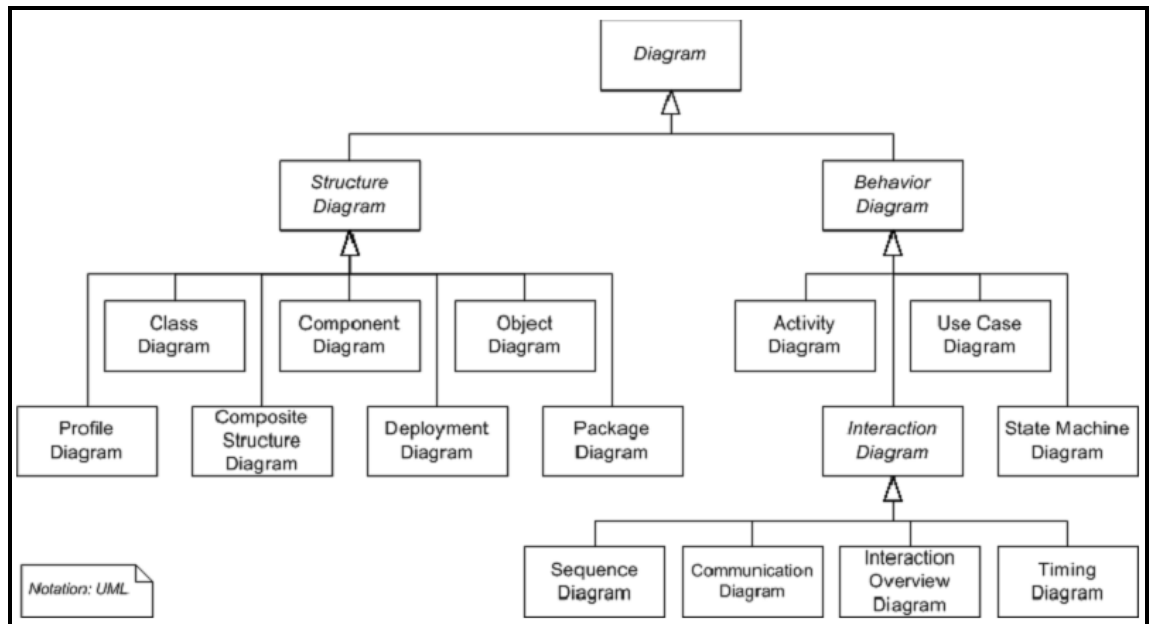 Diagram
Structure
Diagram
Behavior
Diagram
Class
Diagram
Component
Diagram
Object
Diagram
Activity
Diagram
Use Case
Diagram
Profile
Diagram
Composite
Structure
Diagram
Deployment
Diagram
Package
Diagram
Interaction
Diagram
State Machine
Diagram
Sequence
Diagram
Communication
Diagram
Interaction
Overview
Diagram
Timing
Diagram
Notation: UML